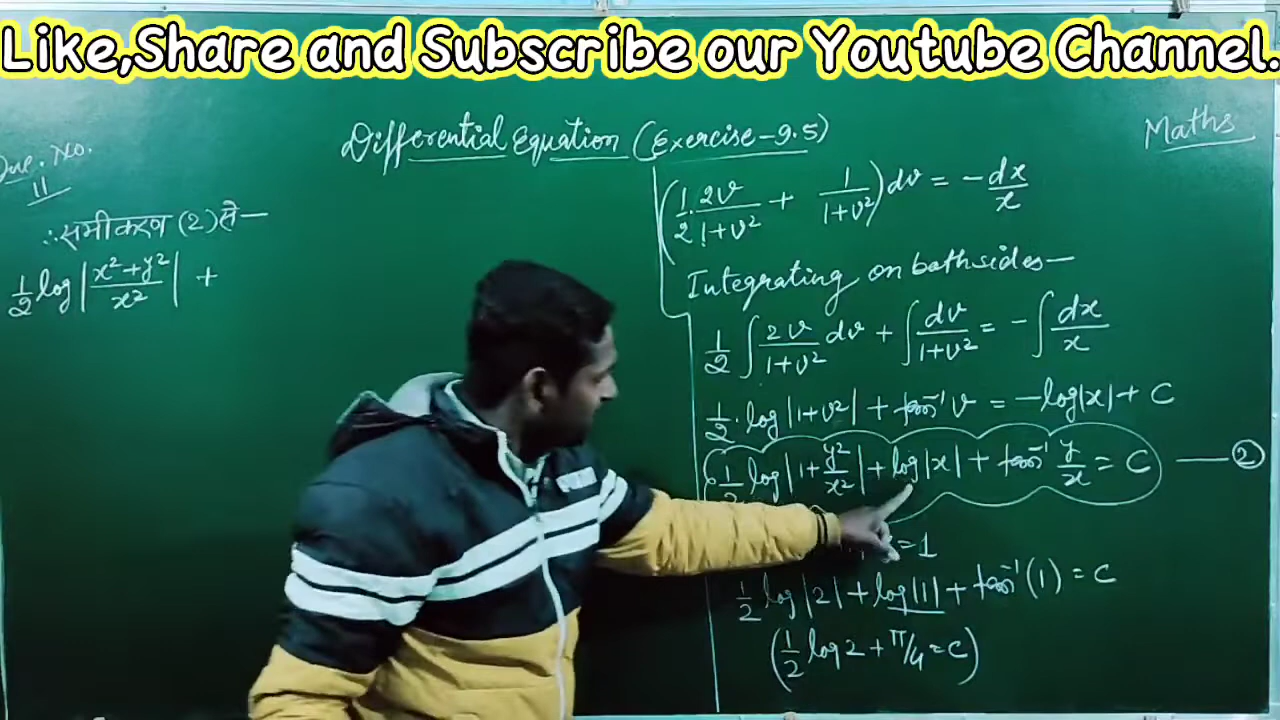 Like,Share and Subscribe our Youtube Channel.
Differential Equation (Exercise-9.5)
Maths
Que. No.
11
∴समीकरण (2) से—
1/2 log|(x²+y²)/x²| +
(1/2 · 2v/(1+v²) + 1/(1+v²))dv = -dx/x
Integrating on bothsides—
1/2 ∫ 2v/(1+v²) dv + ∫ dv/(1+v²) = -∫ dx/x
1/2 · log|1+v²| + tan⁻¹ v = -log|x| + C
1/2 log|1+y²/x²| + log|x| + tan⁻¹ y/x = C —— ②
=1
1/2 log|2| + log|1| + tan⁻¹(1) = C
(1/2 log2 + π/4 = C)